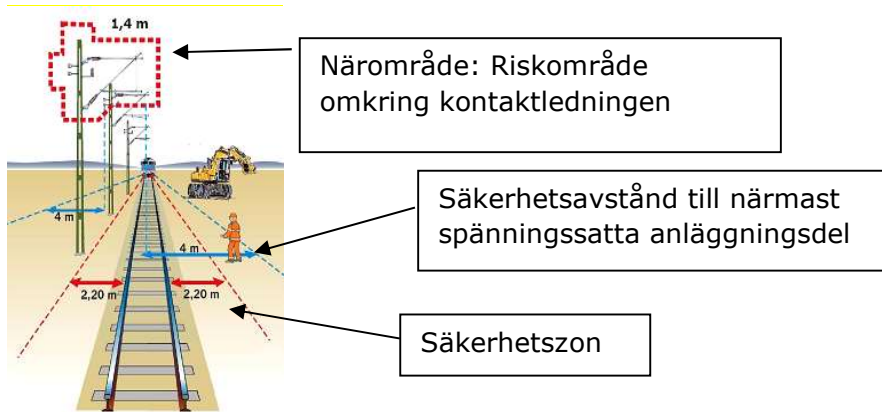 1,4 m
Närområde: Riskområde
omkring kontaktledningen
Säkerhetsavstånd till närmast
spänningssatta anläggningsdel
4 m
4 m
2,20 m
2,20 m
Säkerhetszon